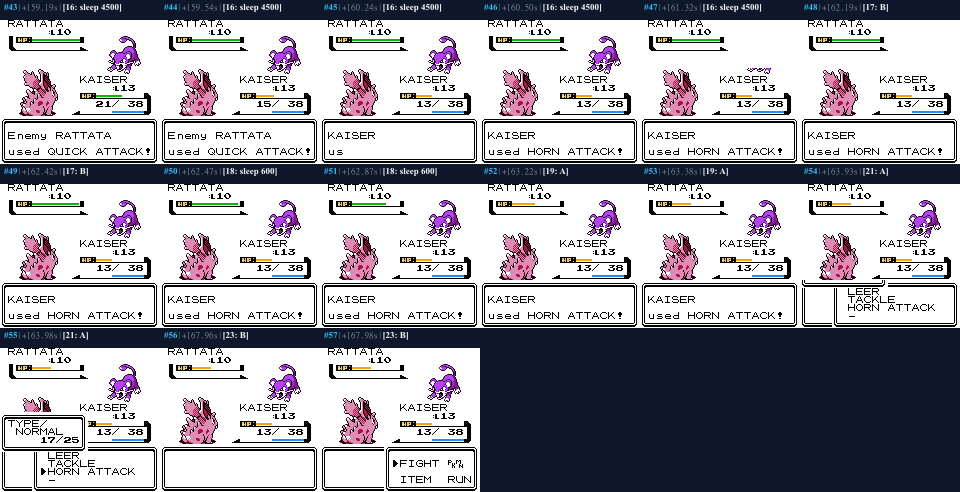 #43| +159.19s | [16: sleep 4500]
RATTATA
:L10
HP:
KAISER
:L13
HP:
21/ 38
Enemy RATTATA
used QUICK ATTACK!
#44| +159.54s | [16: sleep 4500]
RATTATA
:L10
HP:
KAISER
:L13
HP:
15/ 38
Enemy RATTATA
used QUICK ATTACK!
#45| +160.24s | [16: sleep 4500]
RATTATA
:L10
HP:
KAISER
:L13
HP:
13/ 38
KAISER
us
#46| +160.50s | [16: sleep 4500]
RATTATA
:L10
HP:
KAISER
:L13
HP:
13/ 38
KAISER
used HORN ATTACK!
#47| +161.32s | [16: sleep 4500]
RATTATA
:L10
HP:
KAISER
:L13
HP:
13/ 38
KAISER
used HORN ATTACK!
#48| +162.19s | [17: B]
RATTATA
:L10
HP:
KAISER
:L13
HP:
13/ 38
KAISER
used HORN ATTACK!
#49| +162.42s | [17: B]
RATTATA
:L10
HP:
KAISER
:L13
HP:
13/ 38
KAISER
used HORN ATTACK!
#50| +162.47s | [18: sleep 600]
RATTATA
:L10
HP:
KAISER
:L13
HP:
13/ 38
KAISER
used HORN ATTACK!
#51| +162.87s | [18: sleep 600]
RATTATA
:L10
HP:
KAISER
:L13
HP:
13/ 38
KAISER
used HORN ATTACK!
#52| +163.22s | [19: A]
RATTATA
:L10
HP:
KAISER
:L13
HP:
13/ 38
KAISER
used HORN ATTACK!
#53| +163.38s | [19: A]
RATTATA
:L10
HP:
KAISER
:L13
HP:
13/ 38
KAISER
used HORN ATTACK!
#54| +163.93s | [21: A]
RATTATA
:L10
HP:
KAISER
:L13
HP:
13/ 38
LEER
TACKLE
HORN ATTACK
-
#55| +163.98s | [21: A]
RATTATA
:L10
HP:
KAISER
:L13
HP:
13/ 38
TYPE/
NORMAL
17/25
LEER
TACKLE
▶HORN ATTACK
-
#56| +167.96s | [23: B]
RATTATA
:L10
HP:
KAISER
:L13
HP:
13/ 38
#57| +167.98s | [23: B]
RATTATA
:L10
HP:
KAISER
:L13
HP:
13/ 38
▶FIGHT PKMN
ITEM RUN